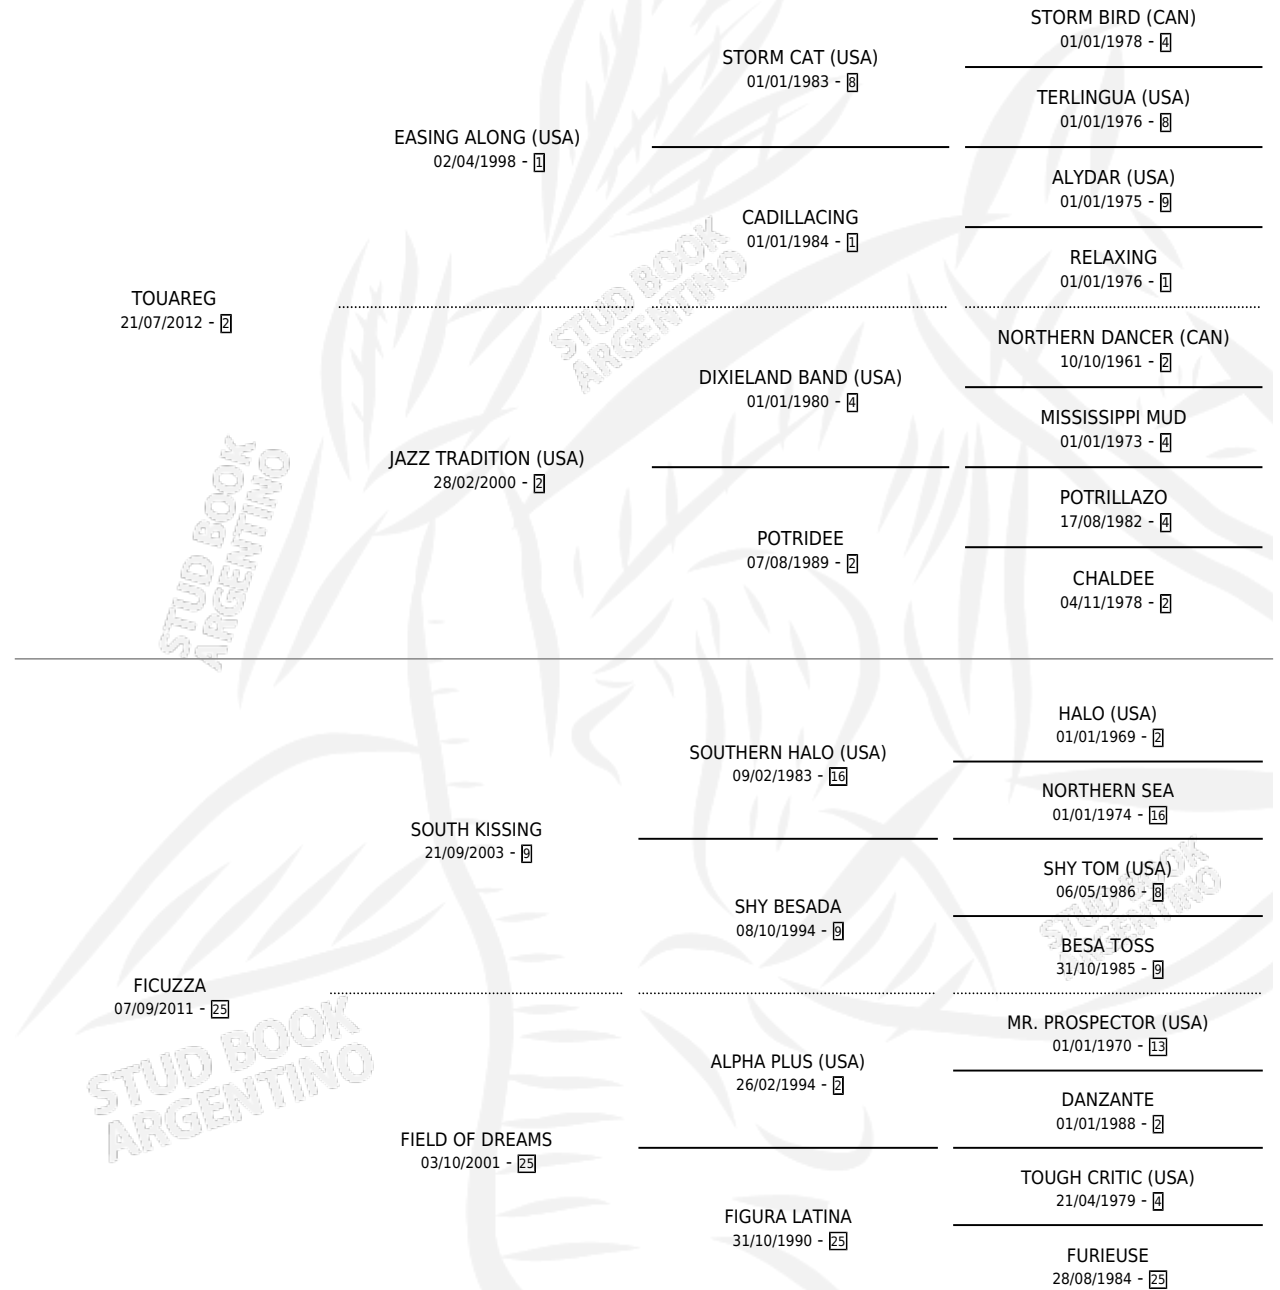 STORM BIRD (CAN)
01/01/1978 - 4
STORM CAT (USA)
01/01/1983 - 8
TERLINGUA (USA)
01/01/1976 - 8
EASING ALONG (USA)
02/04/1998 - 1
ALYDAR (USA)
01/01/1975 - 9
CADILLACING
01/01/1984 - 1
RELAXING
01/01/1976 - 1
TOUAREG
21/07/2012 - 2
NORTHERN DANCER (CAN)
10/10/1961 - 2
DIXIELAND BAND (USA)
01/01/1980 - 4
MISSISSIPPI MUD
01/01/1973 - 4
JAZZ TRADITION (USA)
28/02/2000 - 2
POTRILLAZO
17/08/1982 - 4
POTRIDEE
07/08/1989 - 2
CHALDEE
04/11/1978 - 2
STUD BOOK
ARGENTINO
STUD BOOK
ARGENTINO
HALO (USA)
01/01/1969 - 2
SOUTHERN HALO (USA)
09/02/1983 - 16
NORTHERN SEA
01/01/1974 - 16
SOUTH KISSING
21/09/2003 - 9
SHY TOM (USA)
06/05/1986 - 8
SHY BESADA
08/10/1994 - 9
BESA TOSS
31/10/1985 - 9
STUD BOOK
ARGENTINO
FICUZZA
07/09/2011 - 25
MR. PROSPECTOR (USA)
01/01/1970 - 13
ALPHA PLUS (USA)
26/02/1994 - 2
DANZANTE
01/01/1988 - 2
STUD BOOK
ARGENTINO
FIELD OF DREAMS
03/10/2001 - 25
TOUGH CRITIC (USA)
21/04/1979 - 4
FIGURA LATINA
31/10/1990 - 25
FURIEUSE
28/08/1984 - 25